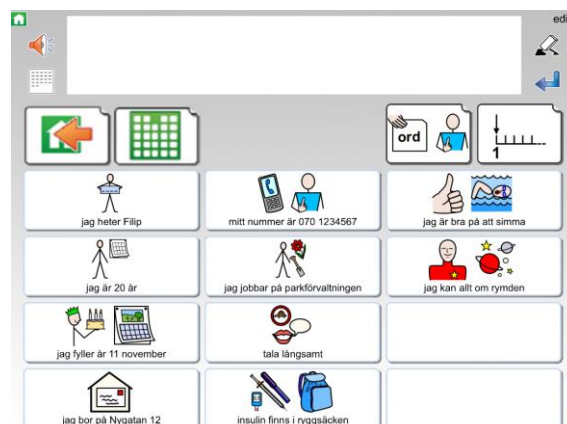 edi
ord
1
jag heter Filip
mitt nummer är 070 1234567
jag är bra på att simma
jag är 20 år
jag jobbar på parkförvaltningen
jag kan allt om rymden
jag fyller år 11 november
tala långsamt
jag bor på Nygatan 12
insulin finns i ryggsäcken